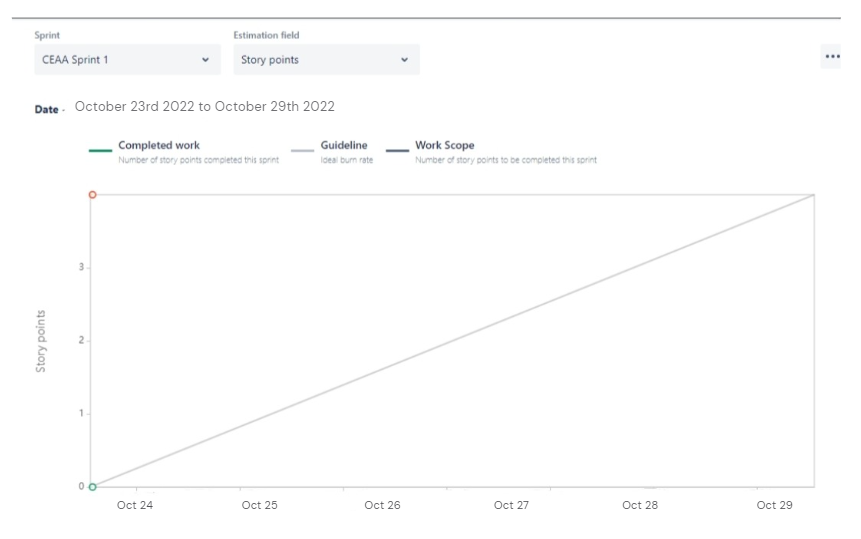 Sprint Estimation field
CEAA Sprint 1 Story points
Date - October 23rd 2022 to October 29th 2022
Completed work Guideline Work Scope
Number of story points completed this sprint Ideal burn rate Number of story points to be completed this sprint
3
2
1
0
Story points
Oct 24 Oct 25 Oct 26 Oct 27 Oct 28 Oct 29